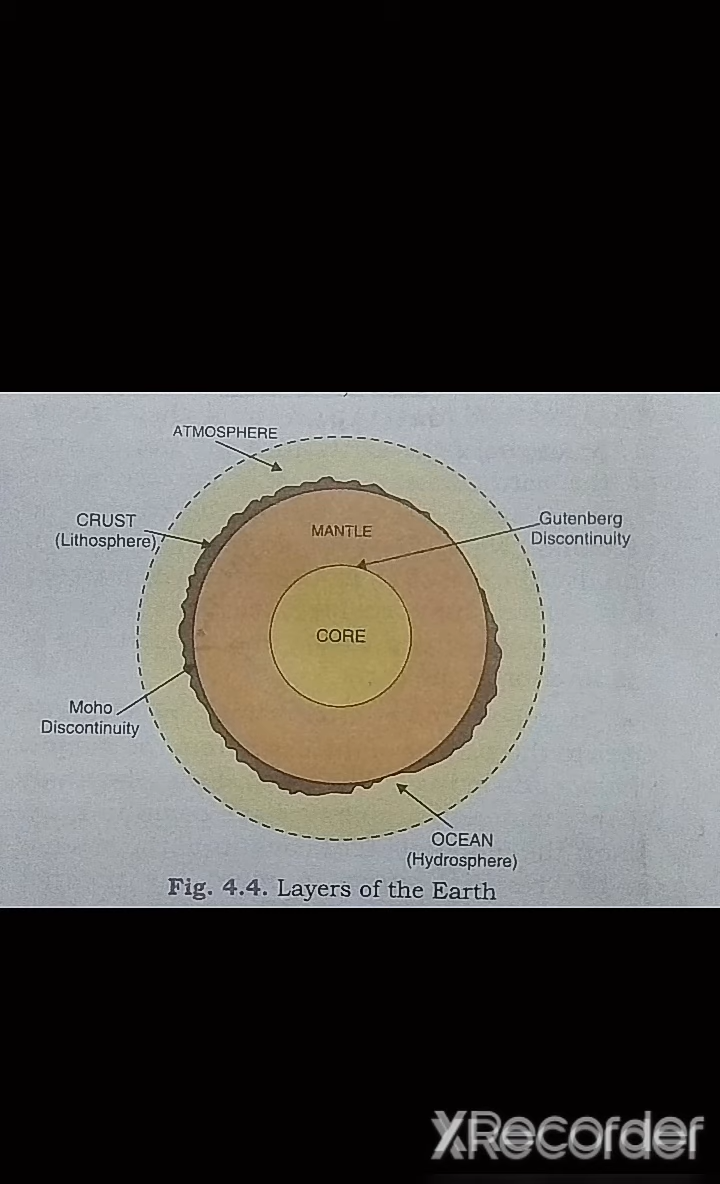 ATMOSPHERE
CRUST
(Lithosphere)
MANTLE
Gutenberg
Discontinuity
CORE
Moho
Discontinuity
OCEAN
(Hydrosphere)
Fig. 4.4. Layers of the Earth
XRecorder